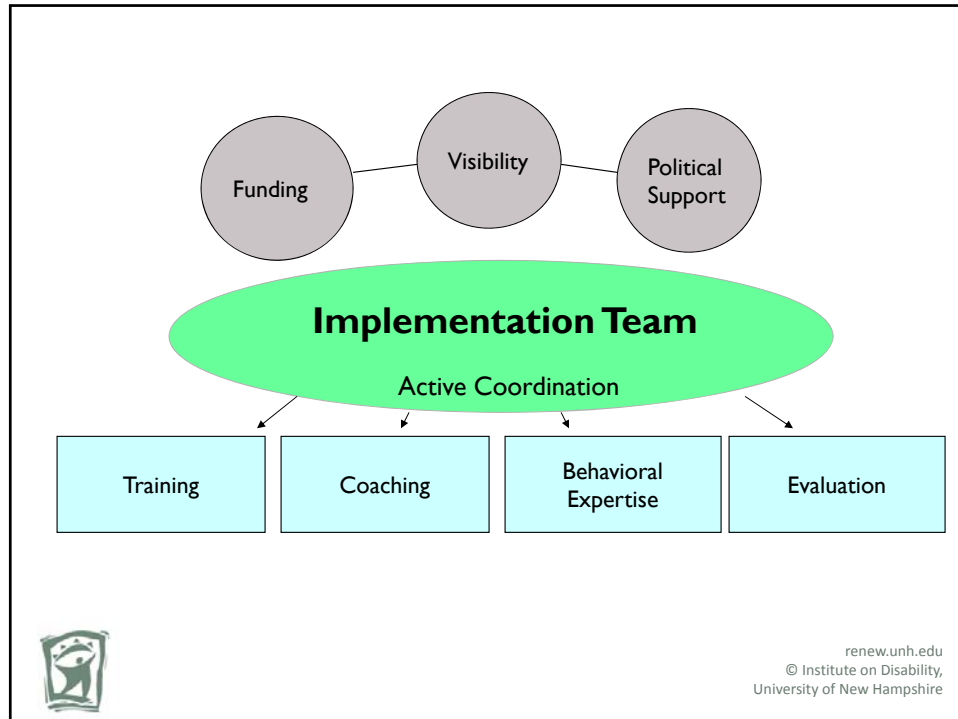 Funding
Visibility
Political
Support
Implementation Team
Active Coordination
Training
Coaching
Behavioral
Expertise
Evaluation
renew.unh.edu
© Institute on Disability,
University of New Hampshire